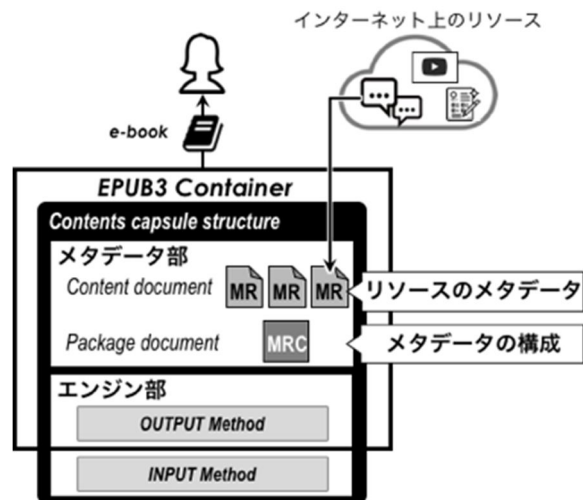 インターネット上のリソース
e-book
EPUB3 Container
Contents capsule structure
メタデータ部
Content document
MR
MR
MR
リソースのメタデータ
Package document
MRC
メタデータの構成
エンジン部
OUTPUT Method
INPUT Method